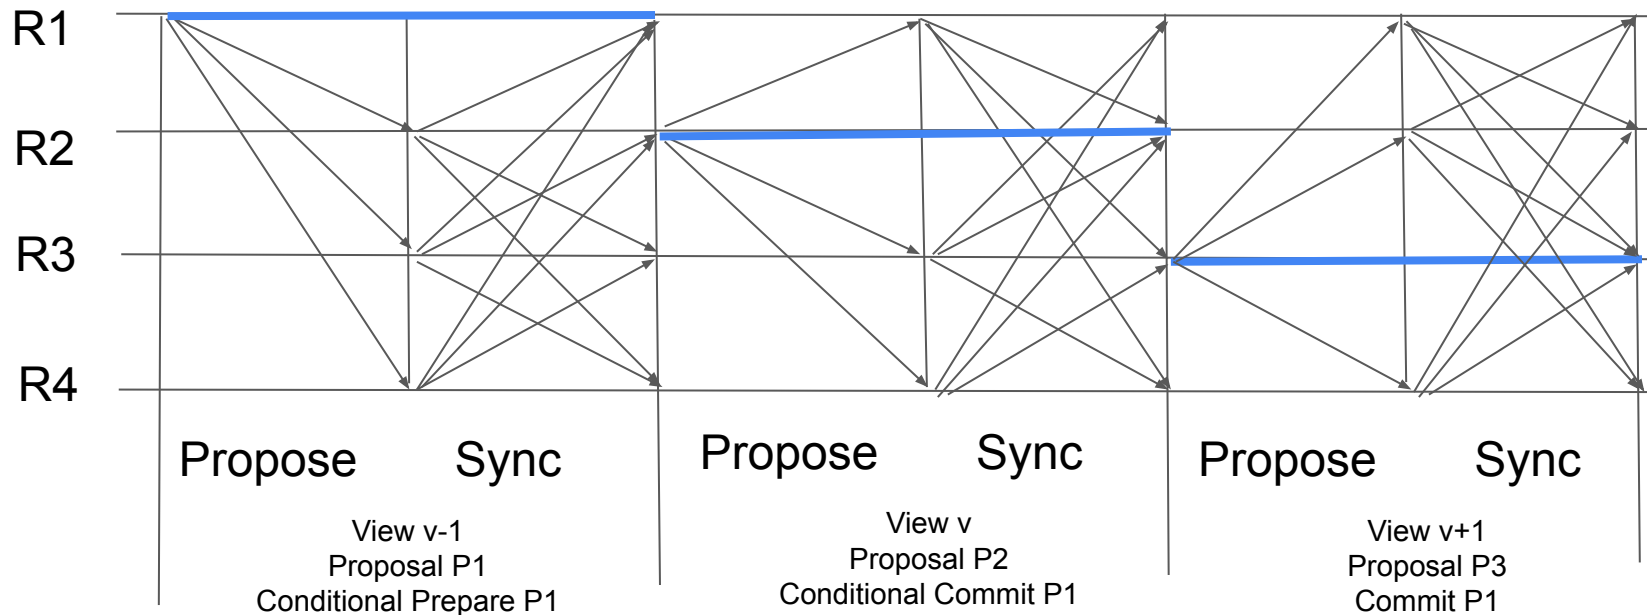 R1
R2
R3
R4
Propose
Sync
Propose
Sync
Propose
Sync
View v-1
Proposal P1
Conditional Prepare P1
View v
Proposal P2
Conditional Commit P1
View v+1
Proposal P3
Commit P1